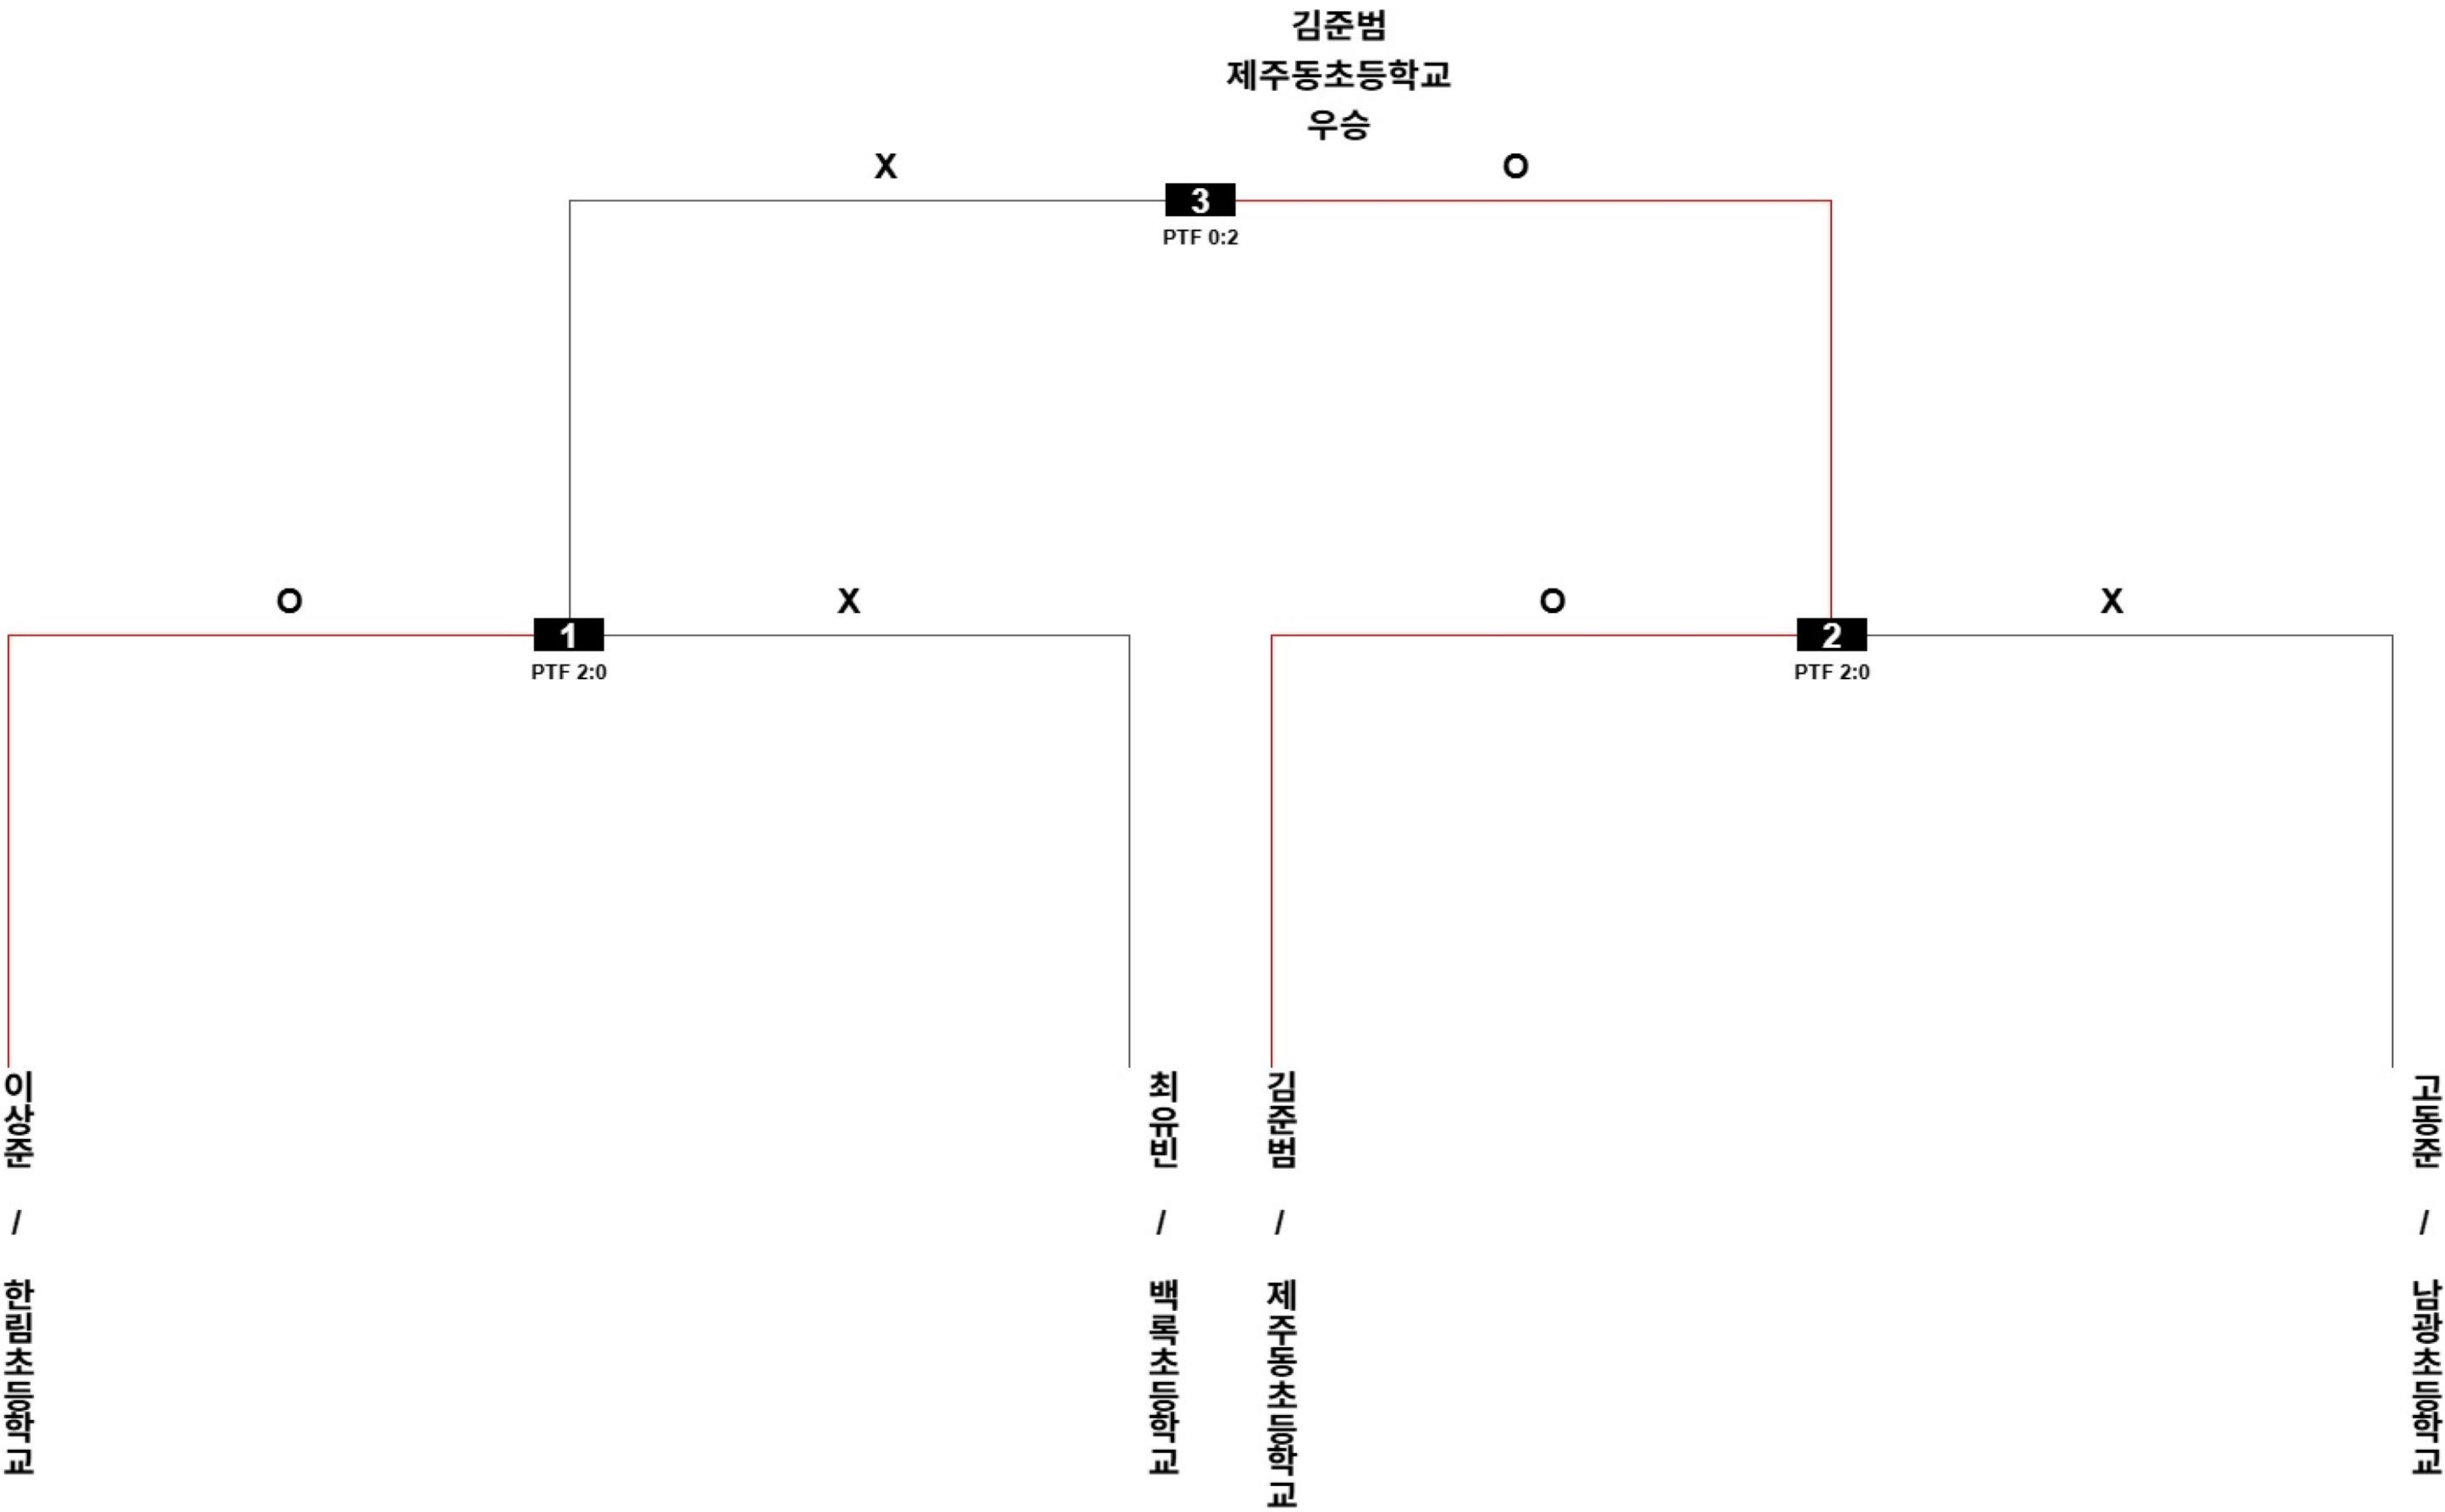 김준범
제주동초등학교
우승
X
O
3
PTF 0:2
O
X
O
X
1
2
PTF 2:0
PTF 2:0
이상준 / 한림초등학교
최유빈 / 백록초등학교
김준범 / 제주동초등학교
고동준 / 남광초등학교